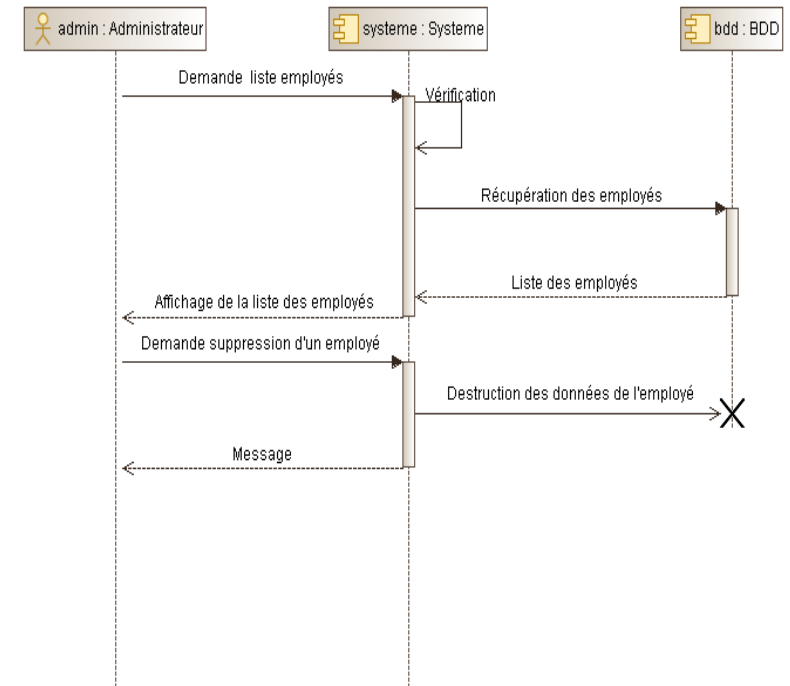 admin : Administrateur
systeme : Systeme
bdd : BDD
Demande liste employés
Vérification
Récupération des employés
Liste des employés
Affichage de la liste des employés
Demande suppression d'un employé
Destruction des données de l'employé
Message